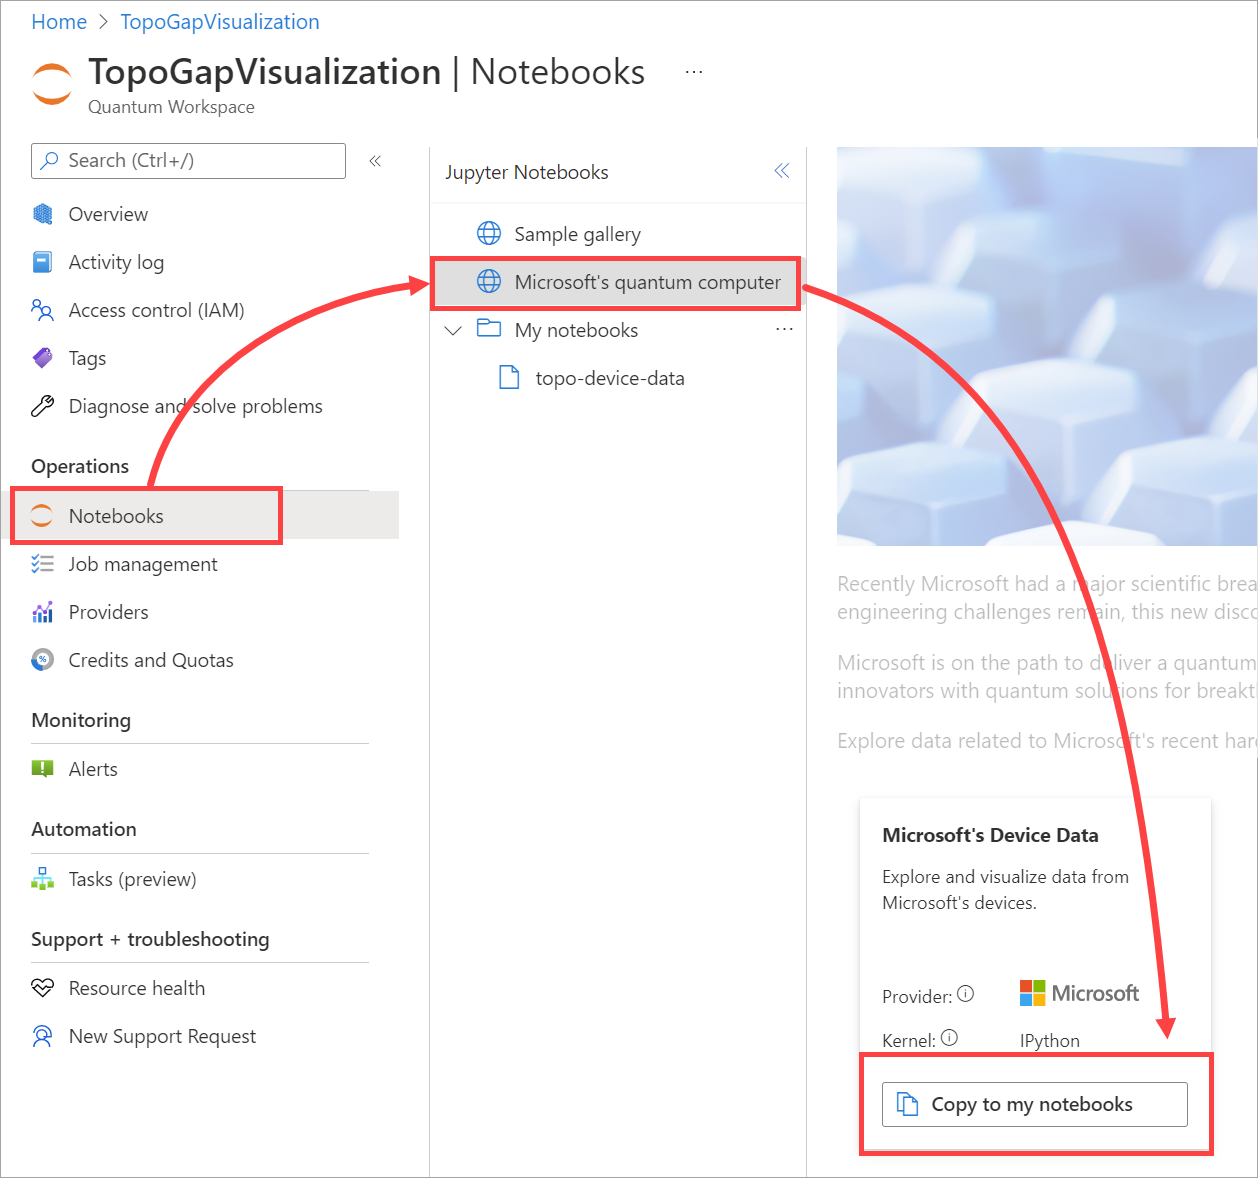 Home > TopoGapVisualization
TopoGapVisualization | Notebooks ...
Quantum Workspace
Search (Ctrl+/)
Overview
Activity log
Access control (IAM)
Tags
Diagnose and solve problems
Operations
Notebooks
Job management
Providers
Credits and Quotas
Monitoring
Alerts
Automation
Tasks (preview)
Support + troubleshooting
Resource health
New Support Request
Jupyter Notebooks
Sample gallery
Microsoft's quantum computer
My notebooks ...
topo-device-data
Recently Microsoft had a major scientific brea
engineering challenges remain, this new disco
Microsoft is on the path to deliver a quantum
innovators with quantum solutions for breakt
Explore data related to Microsoft's recent har
Microsoft's Device Data
Explore and visualize data from
Microsoft's devices.
Provider: Microsoft
Kernel: IPython
Copy to my notebooks